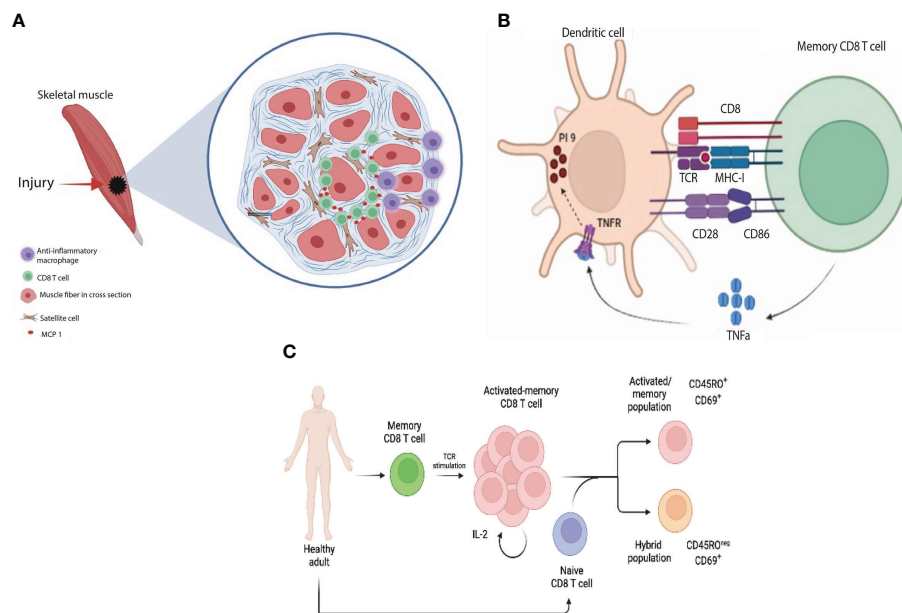 A
Skeletal muscle
Injury
Anti-inflammatory
macrophage
CD8 T cell
Muscle fiber in cross section
Satellite cell
MCP 1
B
Dendritic cell
Memory CD8 T cell
PI 9
CD8
TCR
MHC-I
TNFR
CD28
CD86
TNFa
C
Healthy
adult
Memory
CD8 T cell
TCR
stimulation
Activated-memory
CD8 T cell
IL-2
Naive
CD8 T cell
Activated/
memory
population
CD45RO⁺
CD69⁺
Hybrid
population
CD45ROⁿᵉᵍ
CD69⁺